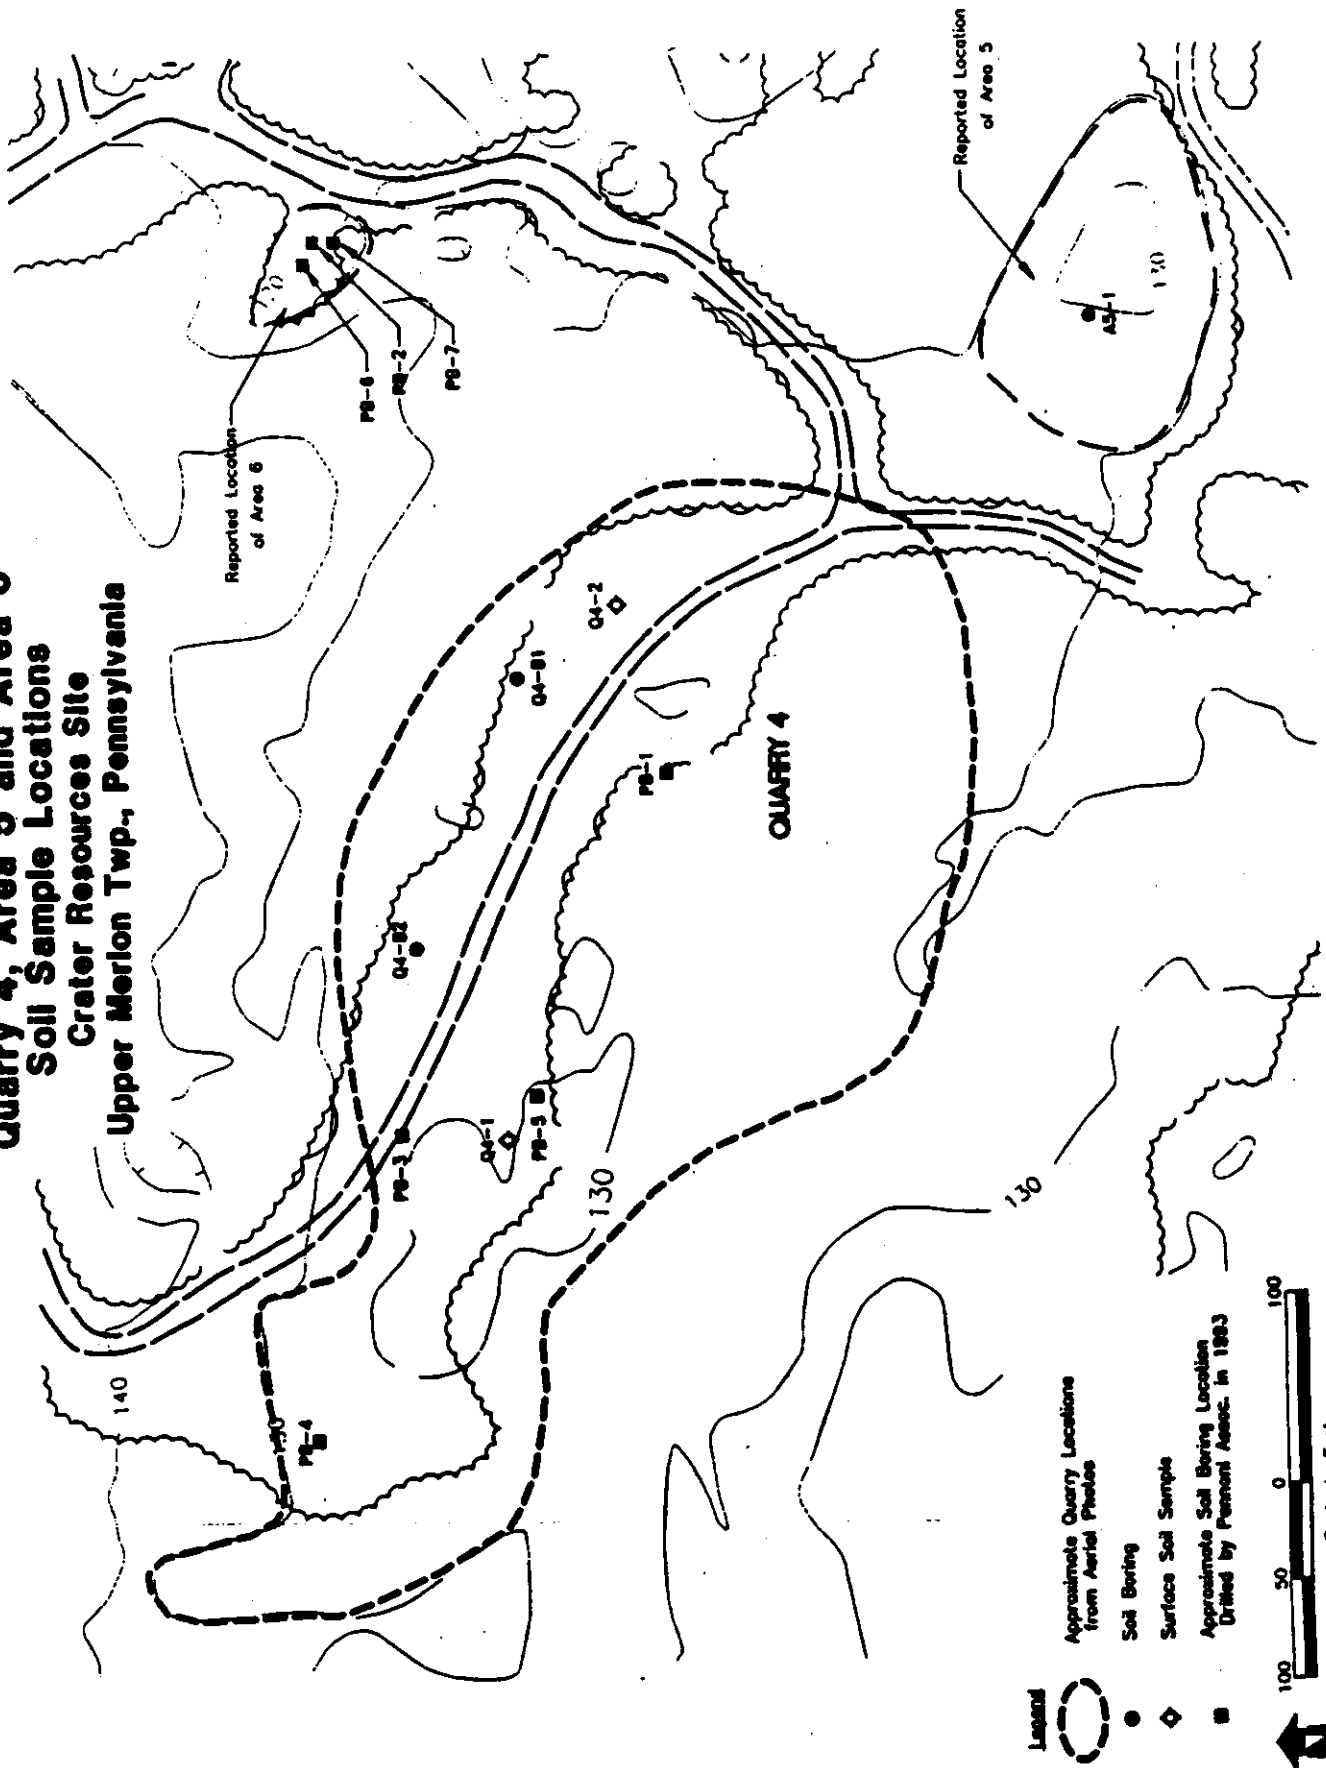 Quarry 4, Area 5 and Area 6
Soil Sample Locations
Crater Resources Site
Upper Merion Twp., Pennsylvania
Reported Location
of Area 6
PB-6
PB-2
PB-7
Reported Location
of Area 5
A5-1
130
Q4-2
Q4-B1
PB-1
QUARRY 4
Q4-B2
PB-3
Q4-1
PB-5
130
130
140
PB-4
Legend
Approximate Quarry Locations
from Aerial Photos
Soil Boring
Surface Soil Sample
Approximate Soil Boring Location
Drilled by Pennoni Assoc. in 1993
100 50 0 100
N